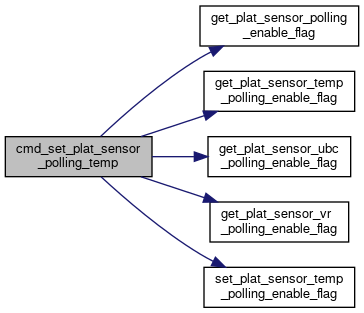 get_plat_sensor_polling
_enable_flag
get_plat_sensor_temp
_polling_enable_flag
cmd_set_plat_sensor
_polling_temp
get_plat_sensor_ubc
_polling_enable_flag
get_plat_sensor_vr
_polling_enable_flag
set_plat_sensor_temp
_polling_enable_flag